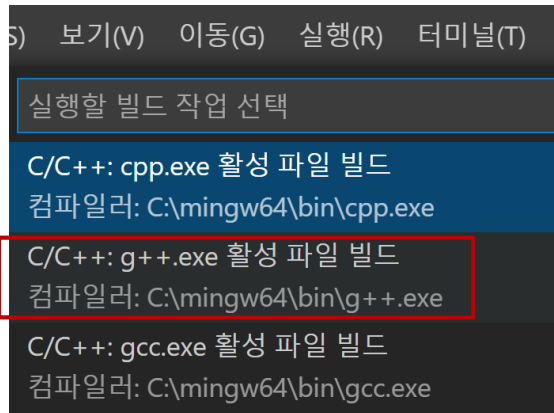 S) 보기(V) 이동(G) 실행(R) 터미널(T)
실행할 빌드 작업 선택
C/C++: cpp.exe 활성 파일 빌드
컴파일러: C:\mingw64\bin\cpp.exe
C/C++: g++.exe 활성 파일 빌드
컴파일러: C:\mingw64\bin\g++.exe
C/C++: gcc.exe 활성 파일 빌드
컴파일러: C:\mingw64\bin\gcc.exe